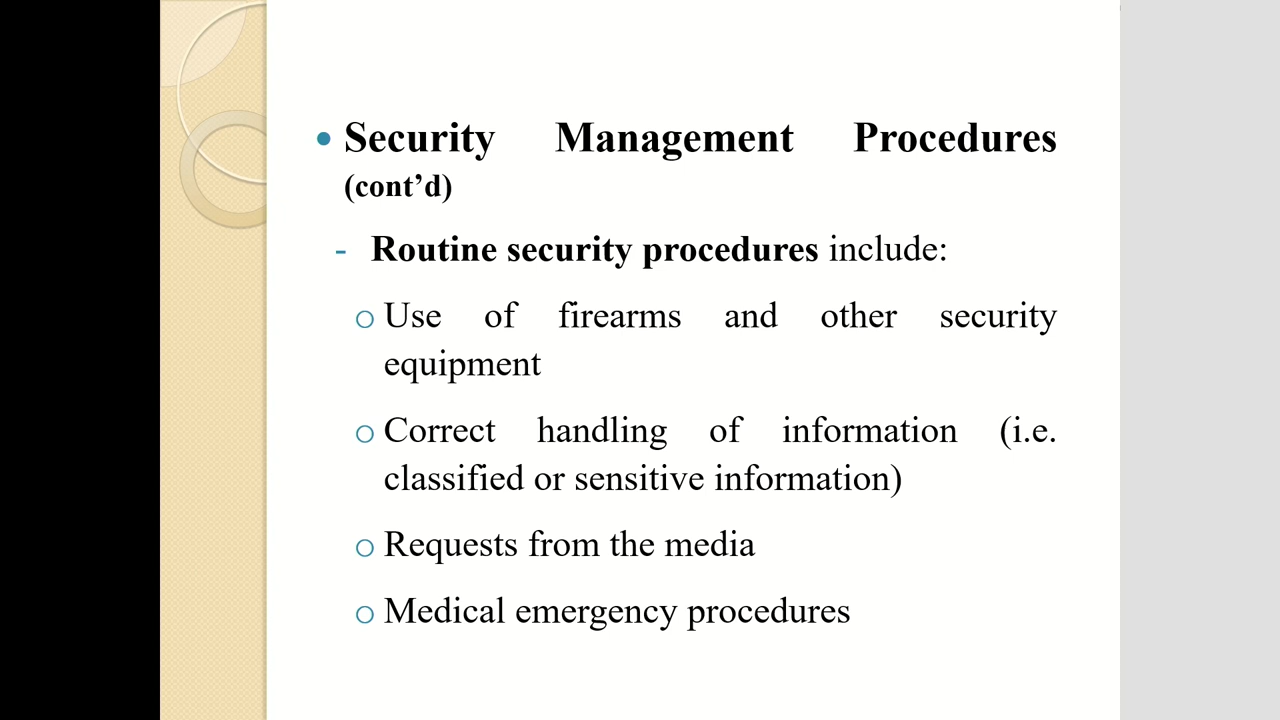 • Security Management Procedures
(cont’d)
- Routine security procedures include:
o Use of firearms and other security
equipment
o Correct handling of information (i.e.
classified or sensitive information)
o Requests from the media
o Medical emergency procedures